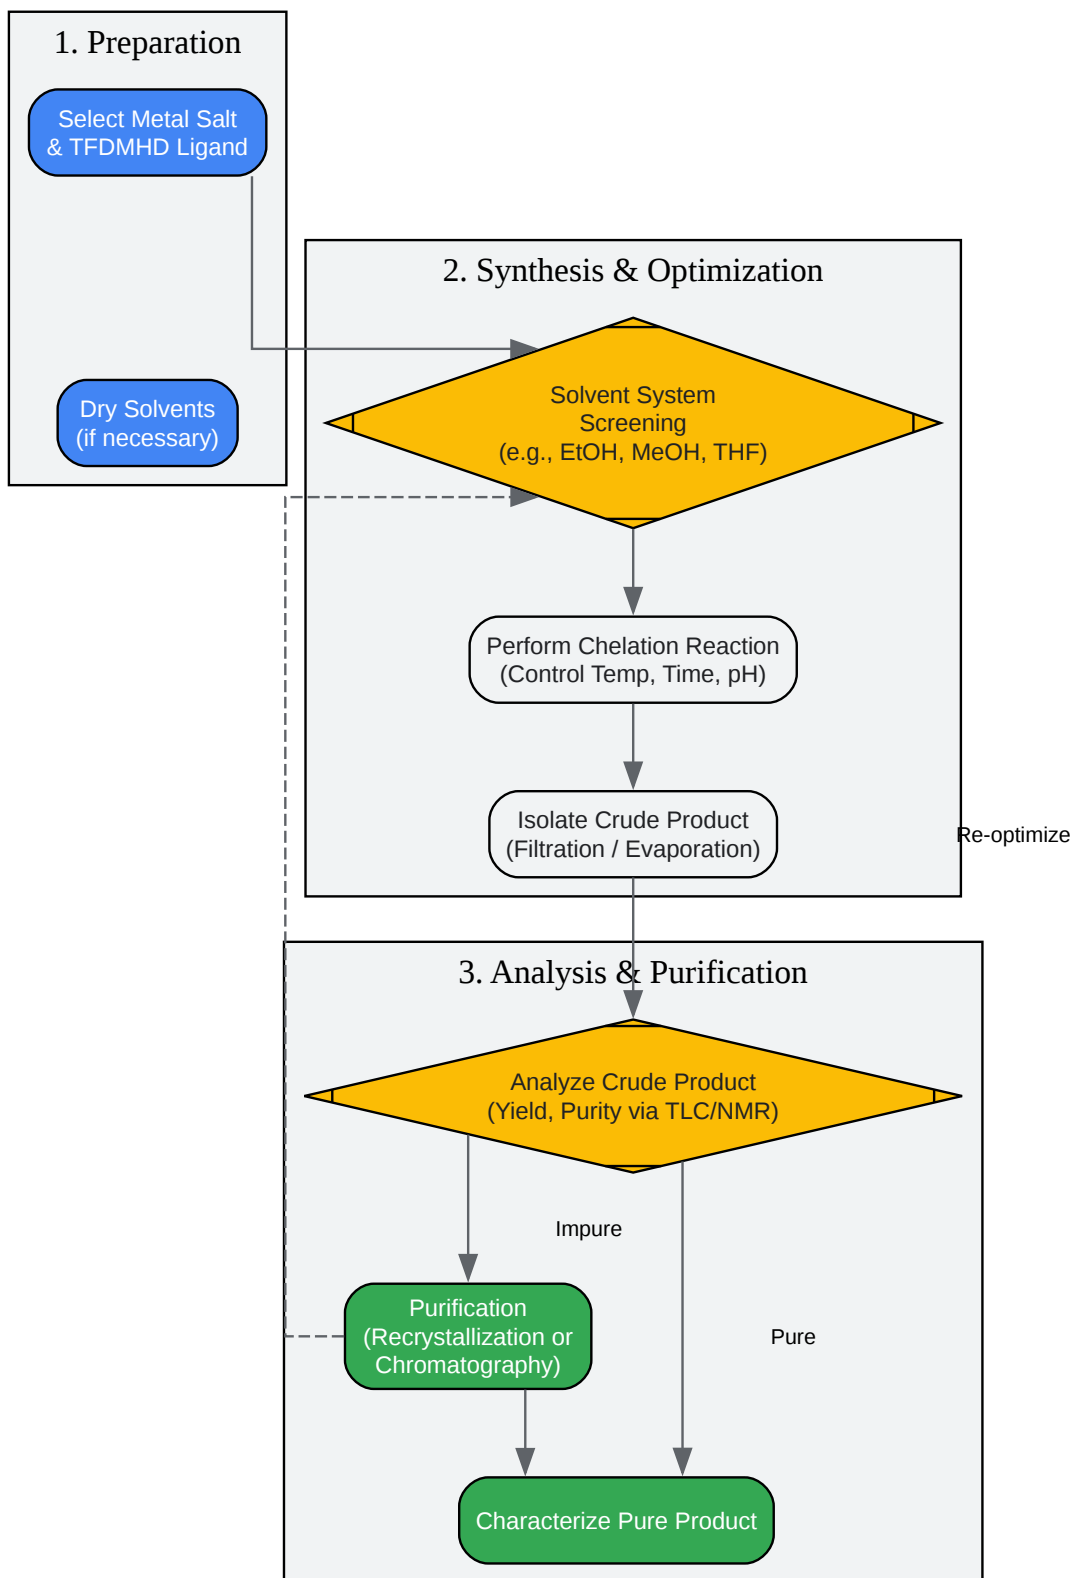 1. Preparation
Select Metal Salt
& TFDMHD Ligand
Dry Solvents
(if necessary)
2. Synthesis & Optimization
Solvent System
Screening
(e.g., EtOH, MeOH, THF)
Perform Chelation Reaction
(Control Temp, Time, pH)
Isolate Crude Product
(Filtration / Evaporation)
Re-optimize
3. Analysis & Purification
Analyze Crude Product
(Yield, Purity via TLC/NMR)
Impure
Purification
(Recrystallization or
Chromatography)
Pure
Characterize Pure Product